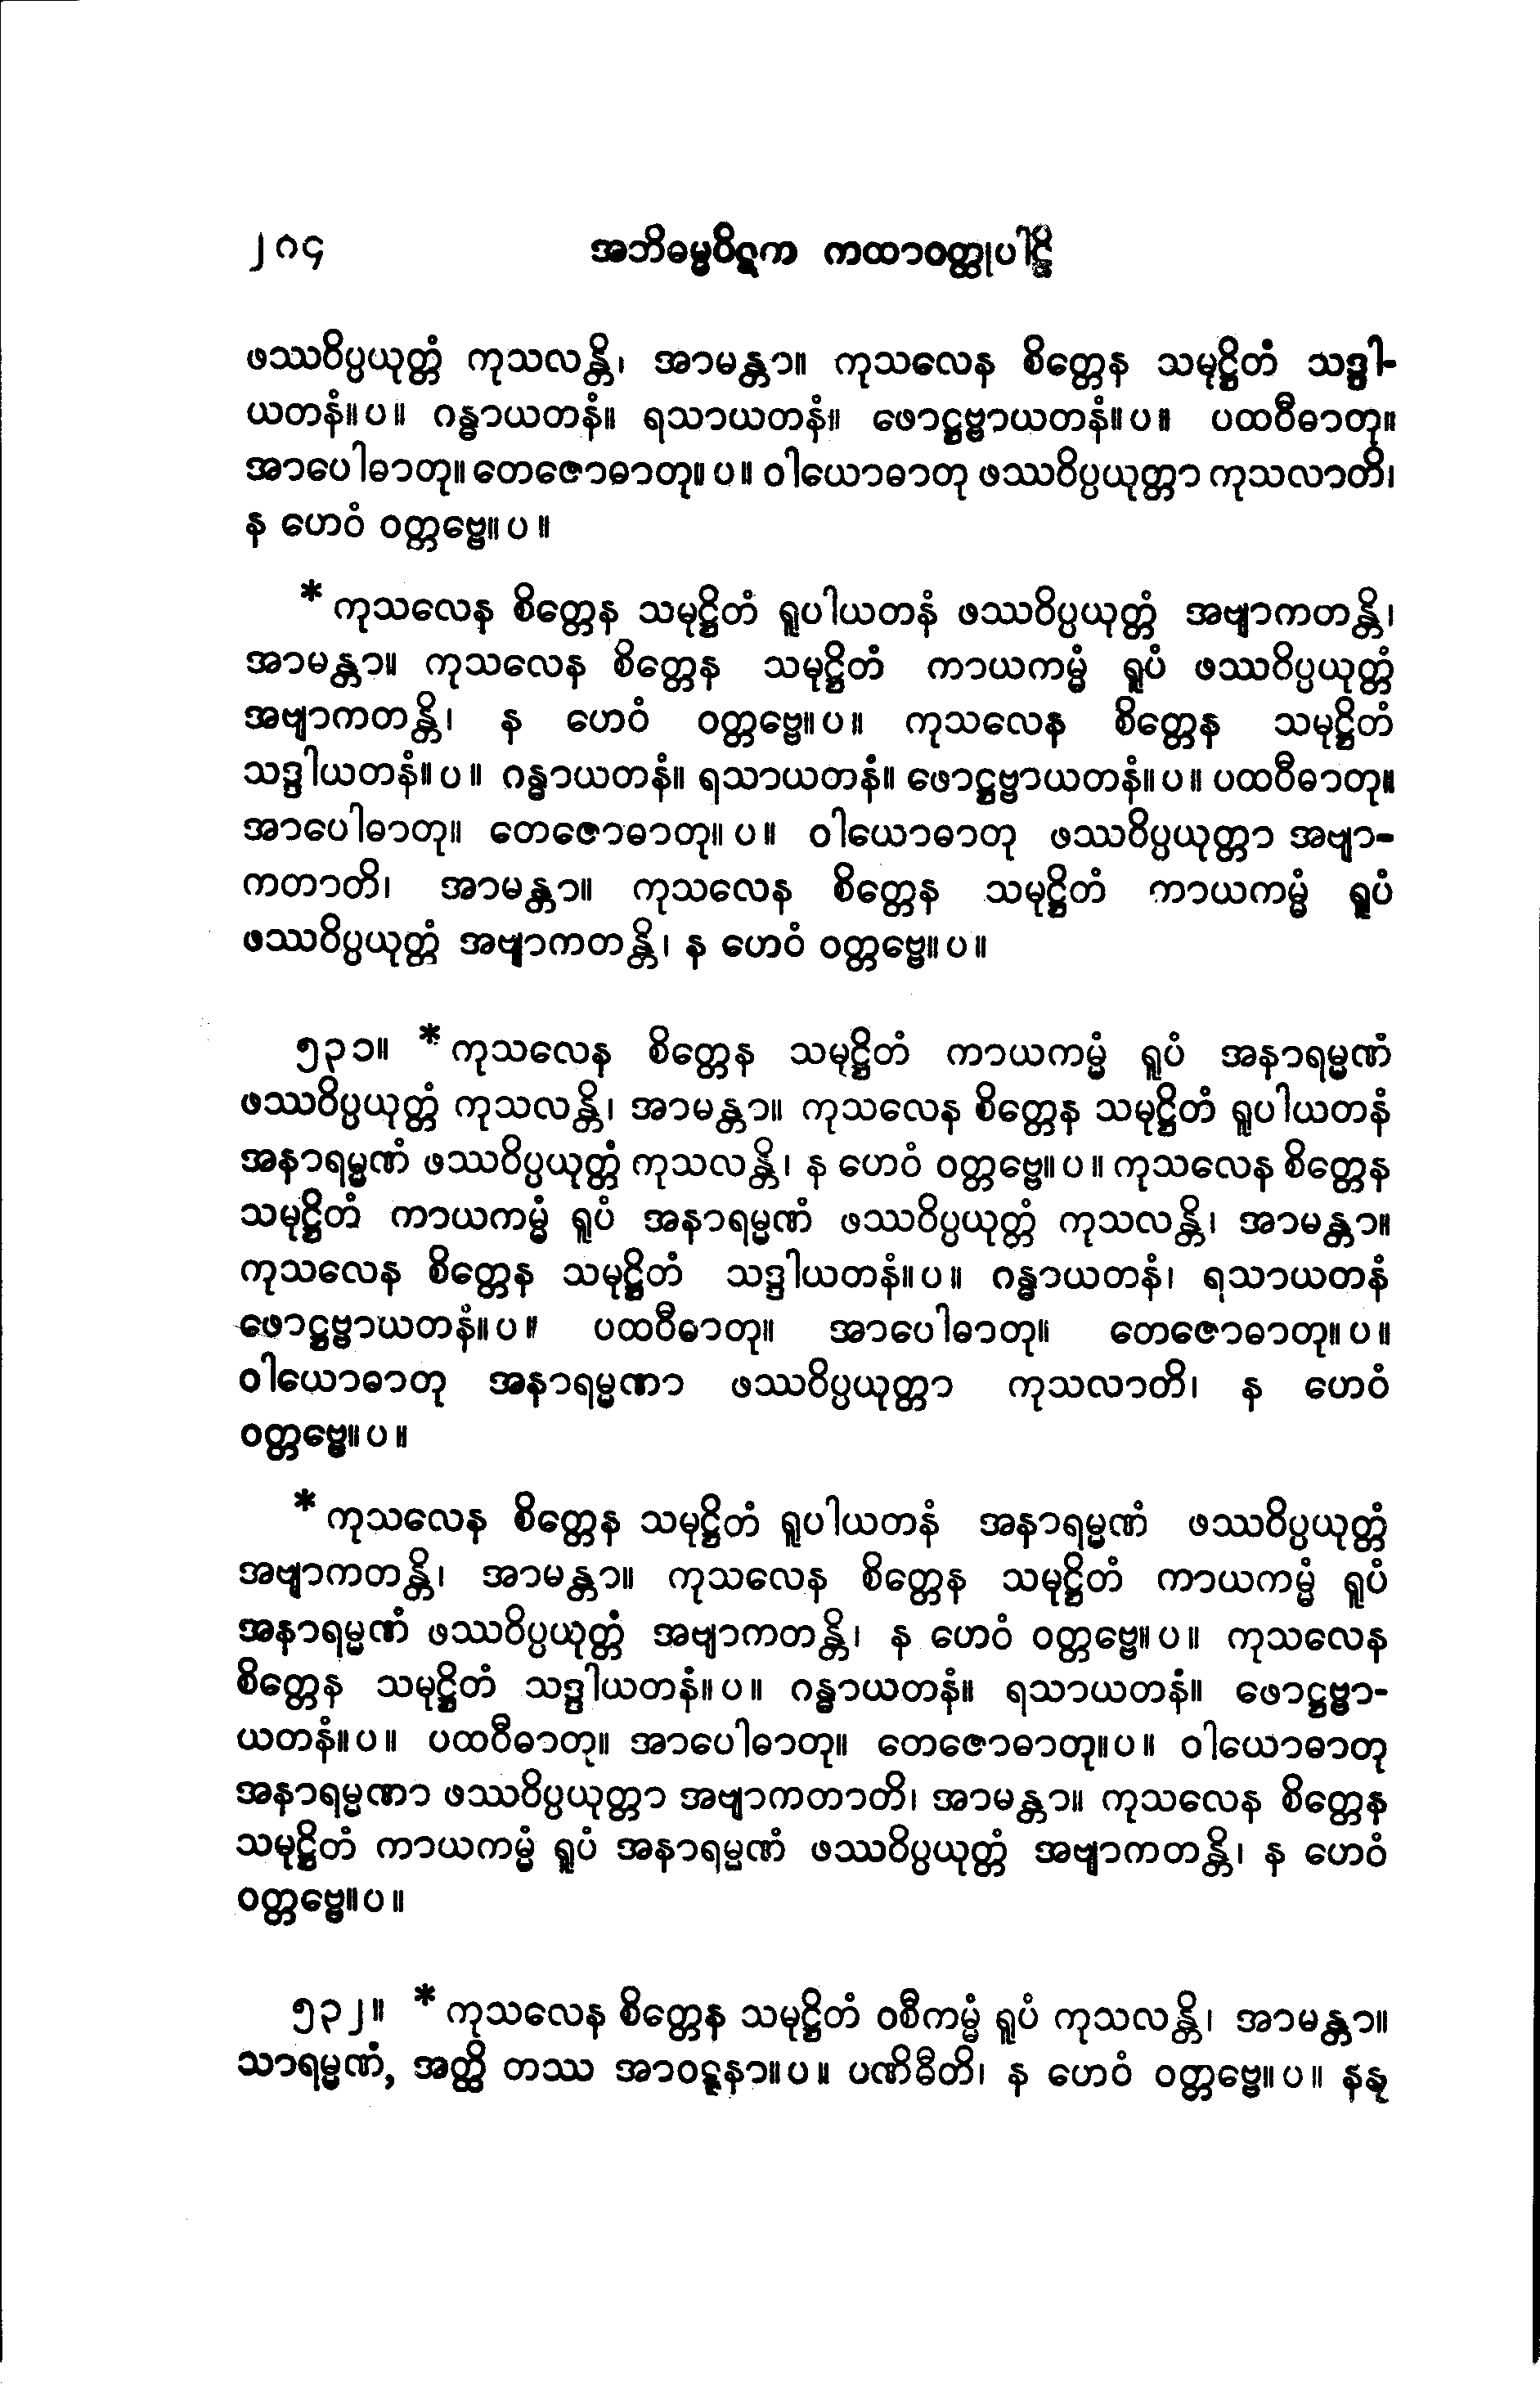 ၂၈၄ အဘိဓမ္မပိဋက ကထာဝတ္ထုပါဠိ
ဖဿဝိပ္ပယုတ္တံ ကုသလန္တိ၊ အာမန္တာ။ ကုသလေန စိတ္တေန သမုဋ္ဌိတံ သဒ္ဒါ-
ယတနံ။ပ။ ဂန္ဓာယတနံ။ ရသာယတနံ။ ဖောဋ္ဌဗ္ဗာယတနံ။ပ။ ပထဝီဓာတု။
အာပေါဓာတု။ တေဇောဓာတု။ပ။ ဝါယောဓာတု ဖဿဝိပ္ပယုတ္တာ ကုသလာတိ၊
န ဟေဝံ ဝတ္တဗ္ဗေ။ပ။
* ကုသလေန စိတ္တေန သမုဋ္ဌိတံ ရူပါယတနံ ဖဿဝိပ္ပယုတ္တံ အဗျာကတန္တိ၊
အာမန္တာ။ ကုသလေန စိတ္တေန သမုဋ္ဌိတံ ကာယကမ္မံ ရူပံ ဖဿဝိပ္ပယုတ္တံ
အဗျာကတန္တိ၊ န ဟေဝံ ဝတ္တဗ္ဗေ။ပ။ ကုသလေန စိတ္တေန သမုဋ္ဌိတံ
သဒ္ဒါယတနံ။ပ။ ဂန္ဓာယတနံ။ ရသာယတနံ။ ဖောဋ္ဌဗ္ဗာယတနံ။ပ။ ပထဝီဓာတု။
အာပေါဓာတု။ တေဇောဓာတု။ပ။ ဝါယောဓာတု ဖဿဝိပ္ပယုတ္တာ အဗျာ-
ကတာတိ၊ အာမန္တာ။ ကုသလေန စိတ္တေန သမုဋ္ဌိတံ ကာယကမ္မံ ရူပံ
ဖဿဝိပ္ပယုတ္တံ အဗျာကတန္တိ၊ န ဟေဝံ ဝတ္တဗ္ဗေ။ပ။
၅၃၁။ * ကုသလေန စိတ္တေန သမုဋ္ဌိတံ ကာယကမ္မံ ရူပံ အနာရမ္မဏံ
ဖဿဝိပ္ပယုတ္တံ ကုသလန္တိ၊ အာမန္တာ။ ကုသလေန စိတ္တေန သမုဋ္ဌိတံ ရူပါယတနံ
အနာရမ္မဏံ ဖဿဝိပ္ပယုတ္တံ ကုသလန္တိ၊ န ဟေဝံ ဝတ္တဗ္ဗေ။ပ။ ကုသလေန စိတ္တေန
သမုဋ္ဌိတံ ကာယကမ္မံ ရူပံ အနာရမ္မဏံ ဖဿဝိပ္ပယုတ္တံ ကုသလန္တိ၊ အာမန္တာ။
ကုသလေန စိတ္တေန သမုဋ္ဌိတံ သဒ္ဒါယတနံ။ပ။ ဂန္ဓာယတနံ၊ ရသာယတနံ
ဖောဋ္ဌဗ္ဗာယတနံ။ပ။ ပထဝီဓာတု။ အာပေါဓာတု။ တေဇောဓာတု။ပ။
ဝါယောဓာတု အနာရမ္မဏာ ဖဿဝိပ္ပယုတ္တာ ကုသလာတိ၊ န ဟေဝံ
ဝတ္တဗ္ဗေ။ပ။
* ကုသလေန စိတ္တေန သမုဋ္ဌိတံ ရူပါယတနံ အနာရမ္မဏံ ဖဿဝိပ္ပယုတ္တံ
အဗျာကတန္တိ၊ အာမန္တာ။ ကုသလေန စိတ္တေန သမုဋ္ဌိတံ ကာယကမ္မံ ရူပံ
အနာရမ္မဏံ ဖဿဝိပ္ပယုတ္တံ အဗျာကတန္တိ၊ န ဟေဝံ ဝတ္တဗ္ဗေ။ပ။ ကုသလေန
စိတ္တေန သမုဋ္ဌိတံ သဒ္ဒါယတနံ။ပ။ ဂန္ဓာယတနံ။ ရသာယတနံ။ ဖောဋ္ဌဗ္ဗာ-
ယတနံ။ပ။ ပထဝီဓာတု။ အာပေါဓာတု။ တေဇောဓာတု။ပ။ ဝါယောဓာတု
အနာရမ္မဏာ ဖဿဝိပ္ပယုတ္တာ အဗျာကတာတိ၊ အာမန္တာ။ ကုသလေန စိတ္တေန
သမုဋ္ဌိတံ ကာယကမ္မံ ရူပံ အနာရမ္မဏံ ဖဿဝိပ္ပယုတ္တံ အဗျာကတန္တိ၊ န ဟေဝံ
ဝတ္တဗ္ဗေ။ပ။
၅၃၂။ * ကုသလေန စိတ္တေန သမုဋ္ဌိတံ ဝစီကမ္မံ ရူပံ ကုသလန္တိ၊ အာမန္တာ။
သာရမ္မဏံ, အတ္ထိ တဿ အာဝဋ္ဋနာ။ပ။ ပဏိဓီတိ၊ န ဟေဝံ ဝတ္တဗ္ဗေ။ပ။ နနု